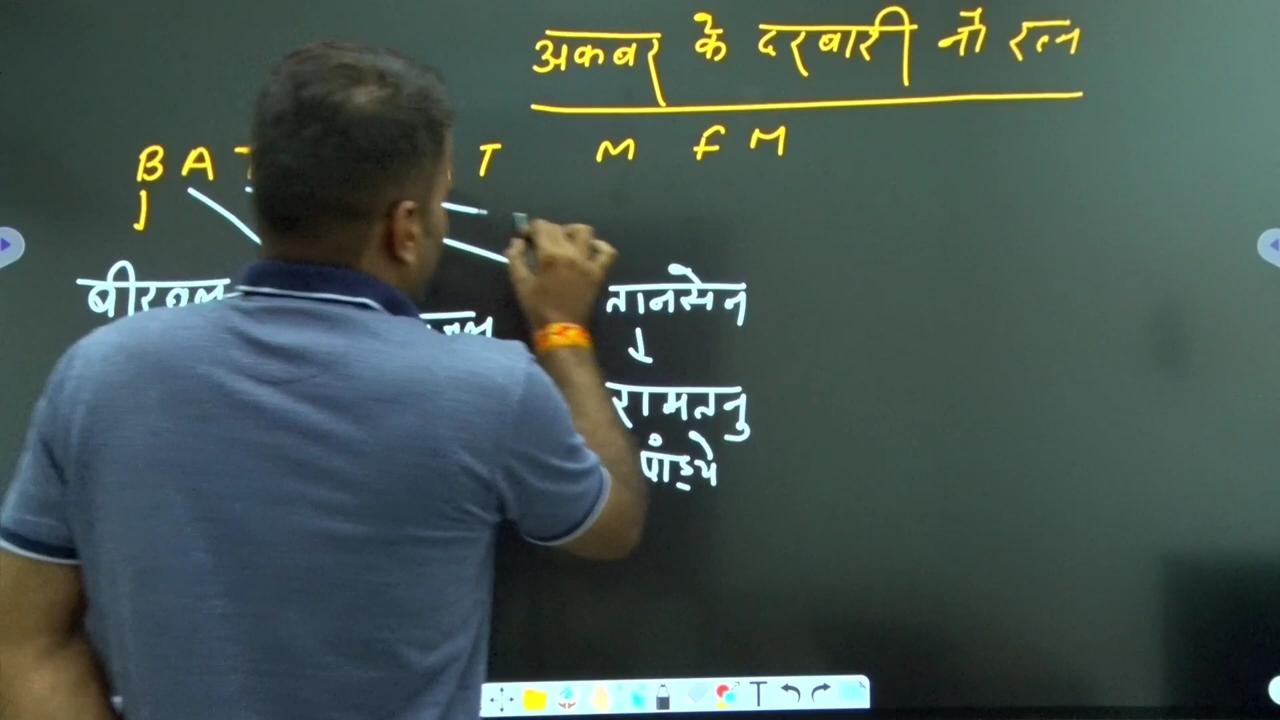 अकबर के दरबारी नौ रत्न
B A T M F M
बीरबल
तानसेन
रामतनु
पांड्ये